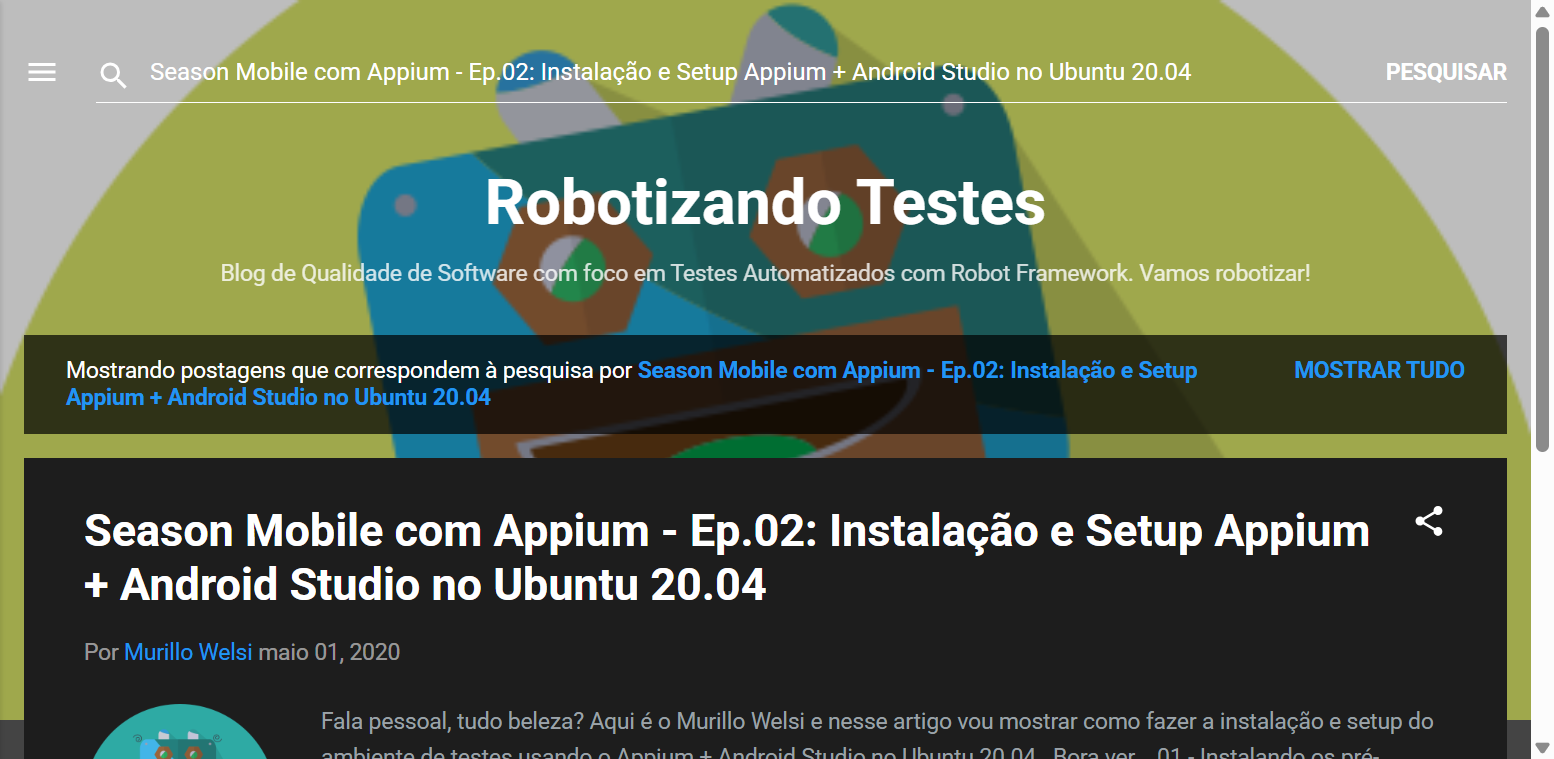 Season Mobile com Appium - Ep.02: Instalação e Setup Appium + Android Studio no Ubuntu 20.04
PESQUISAR
Robotizando Testes
Blog de Qualidade de Software com foco em Testes Automatizados com Robot Framework. Vamos robotizar!
Mostrando postagens que correspondem à pesquisa por Season Mobile com Appium - Ep.02: Instalação e Setup
Appium + Android Studio no Ubuntu 20.04
MOSTRAR TUDO
Season Mobile com Appium - Ep.02: Instalação e Setup Appium
+ Android Studio no Ubuntu 20.04
Por Murillo Welsi maio 01, 2020
Fala pessoal, tudo beleza? Aqui é o Murillo Welsi e nesse artigo vou mostrar como fazer a instalação e setup do
ambiente de testes usando o Appium + Android Studio no Ubuntu 20.04 . Bora ver... 01 - Instalando os pré-